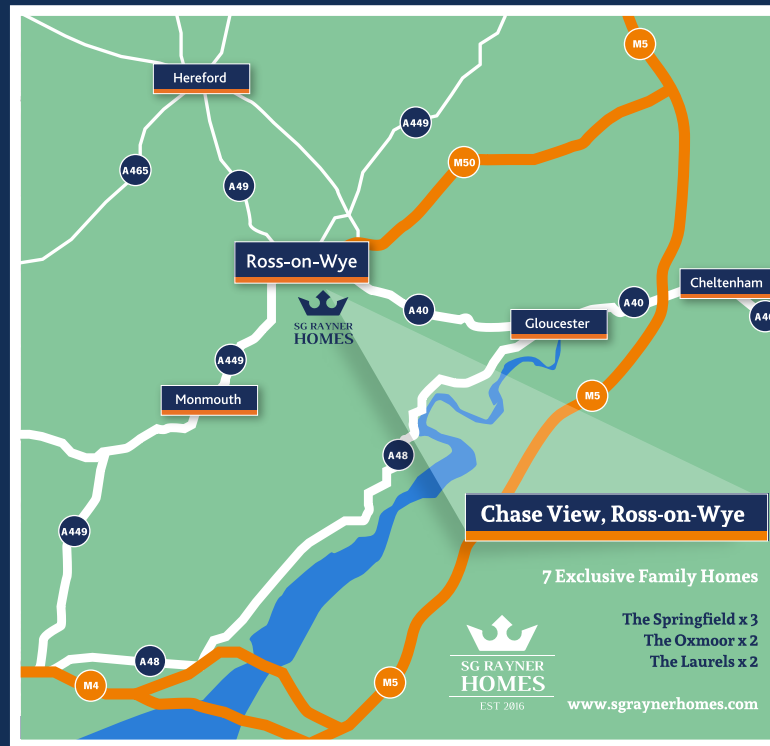 M5
Hereford
A449
M50
A465
A49
Ross-on-Wye
Cheltenham
A40
A40
Gloucester
SG RAYNER
HOMES
A449
M5
Monmouth
A48
Chase View, Ross-on-Wye
A449
7 Exclusive Family Homes
The Springfield x 3
The Oxmoor x 2
The Laurels x 2
SG RAYNER
HOMES
EST 2016
www.sgraynerhomes.com
A48
M4
M5